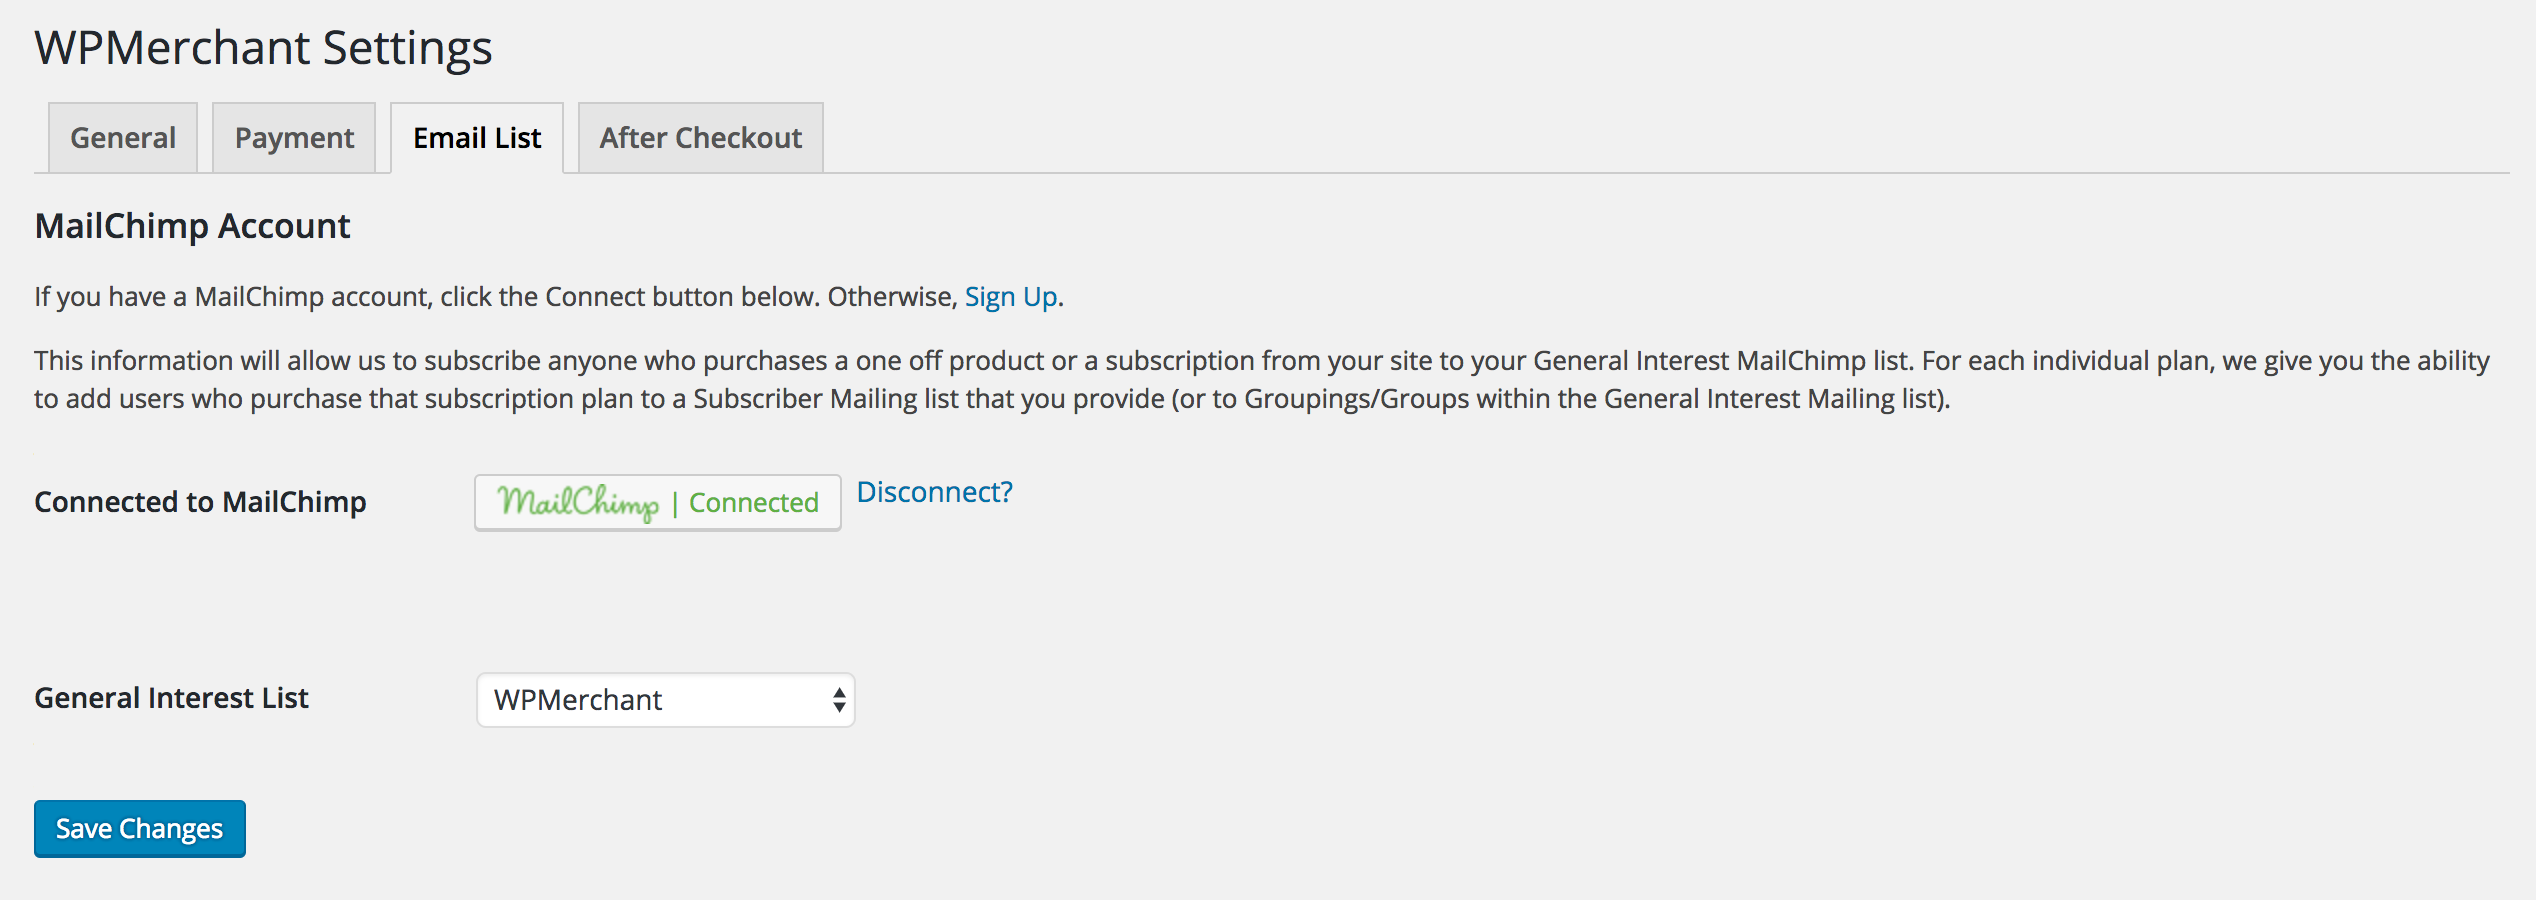 WPMerchant Settings
General Payment Email List After Checkout
MailChimp Account
If you have a MailChimp account, click the Connect button below. Otherwise, Sign Up.
This information will allow us to subscribe anyone who purchases a one off product or a subscription from your site to your General Interest MailChimp list. For each individual plan, we give you the ability
to add users who purchase that subscription plan to a Subscriber Mailing list that you provide (or to Groupings/Groups within the General Interest Mailing list).
Connected to MailChimp MailChimp | Connected Disconnect?
General Interest List WPMerchant
Save Changes